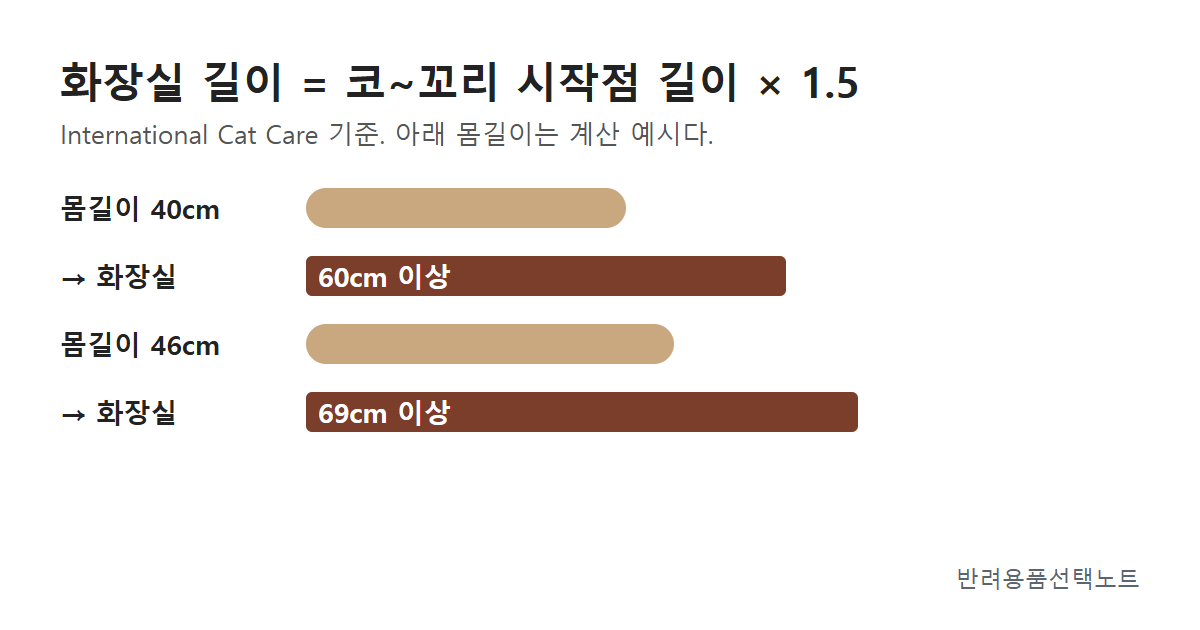 화장실 길이 = 코~꼬리 시작점 길이 × 1.5
International Cat Care 기준. 아래 몸길이는 계산 예시다.
몸길이 40cm
→ 화장실 60cm 이상
몸길이 46cm
→ 화장실 69cm 이상
반려용품선택노트